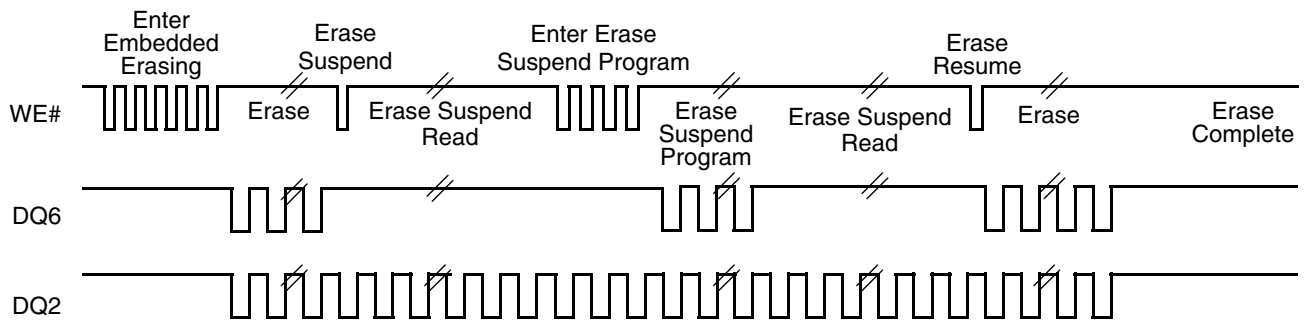 Enter
Embedded
Erasing
Erase
Suspend
Enter Erase
Suspend Program
Erase
Resume
WE#
Erase
Erase Suspend
Read
Erase
Suspend
Program
Erase Suspend
Read
Erase
Erase
Complete
DQ6
DQ2